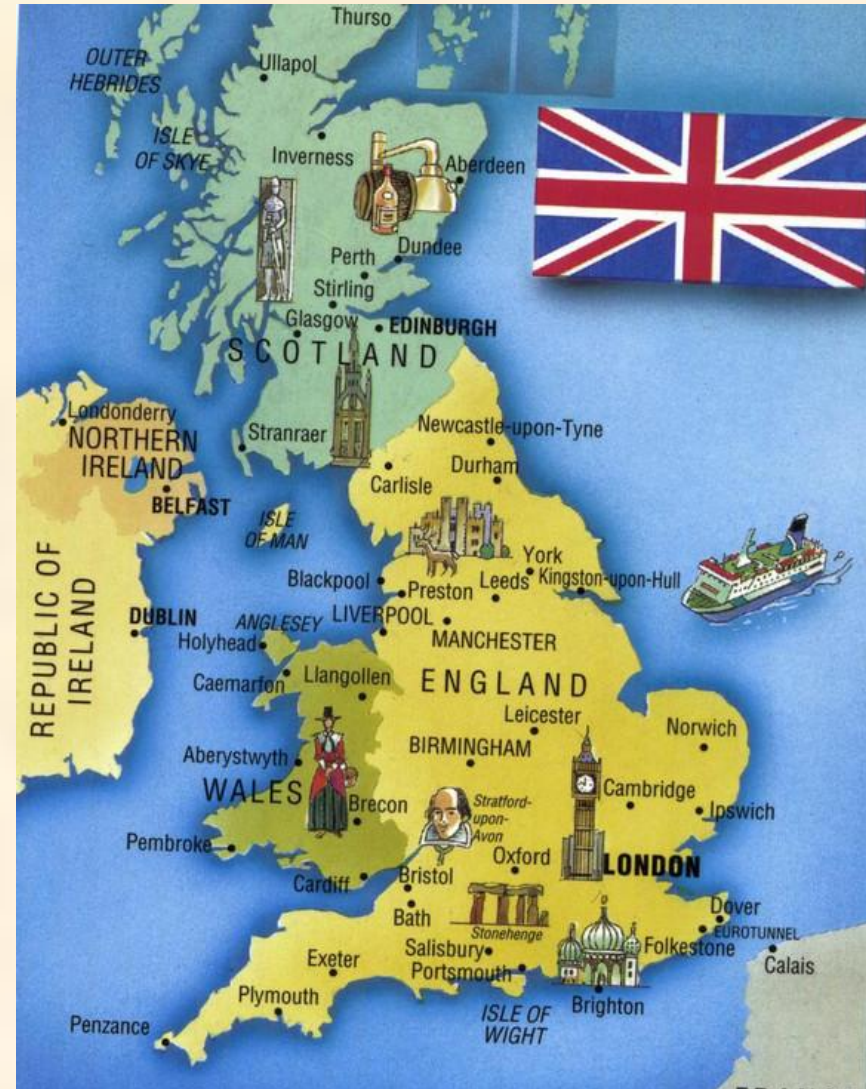 Thurso
OUTER
HEBRIDES
Ullapol
ISLE
OF SKYE
Inverness
Aberdeen
Perth
Dundee
Stirling
Glasgow
EDINBURGH
SCOTLAND
Londonderry
NORTHERN
IRELAND
BELFAST
Stranraer
Newcastle-upon-Tyne
Carlisle
Durham
ISLE
OF MAN
Blackpool
Preston
York
Leeds
Kingston-upon-Hull
REPUBLIC OF
IRELAND
DUBLIN
ANGLESEY
LIVERPOOL
Holyhead
MANCHESTER
Caernarfon
Llangollen
ENGLAND
Leicester
Norwich
Aberystwyth
BIRMINGHAM
WALES
Brecon
Stratford-
upon-
Avon
Cambridge
Ipswich
Pembroke
Oxford
LONDON
Cardiff
Bristol
Bath
Stonehenge
Dover
EUROTUNNEL
Folkestone
Calais
Salisbury
Exeter
Portsmouth
Plymouth
ISLE OF
WIGHT
Brighton
Penzance